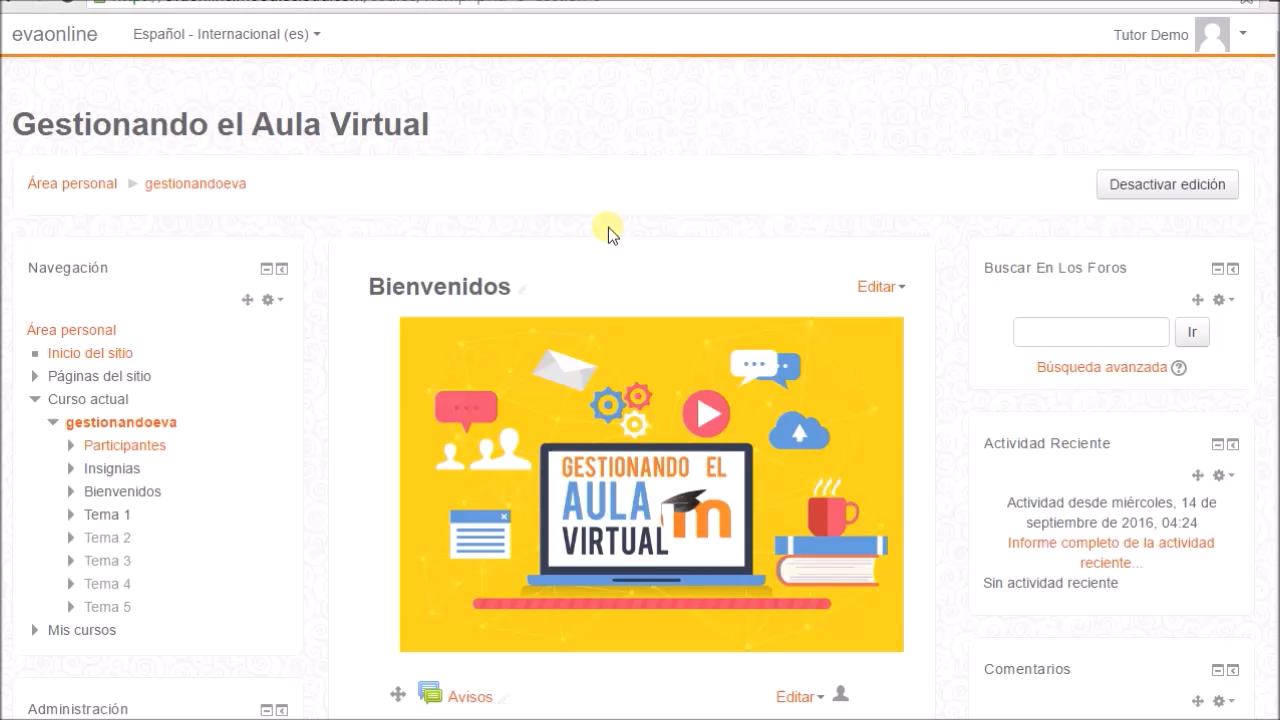 evaonline
Español - Internacional (es)
Tutor Demo
Gestionando el Aula Virtual
Área personal
gestionandoeva
Desactivar edición
Navegación
Área personal
Inicio del sitio
Páginas del sitio
Curso actual
gestionandoeva
Participantes
Insignias
Bienvenidos
Tema 1
Tema 2
Tema 3
Tema 4
Tema 5
Mis cursos
Administración
Bienvenidos
Editar
GESTIONANDO EL
AULA
VIRTUAL
m
Avisos
Editar
Buscar En Los Foros
Ir
Búsqueda avanzada
Actividad Reciente
Actividad desde miércoles, 14 de
septiembre de 2016, 04:24
Informe completo de la actividad
reciente...
Sin actividad reciente
Comentarios